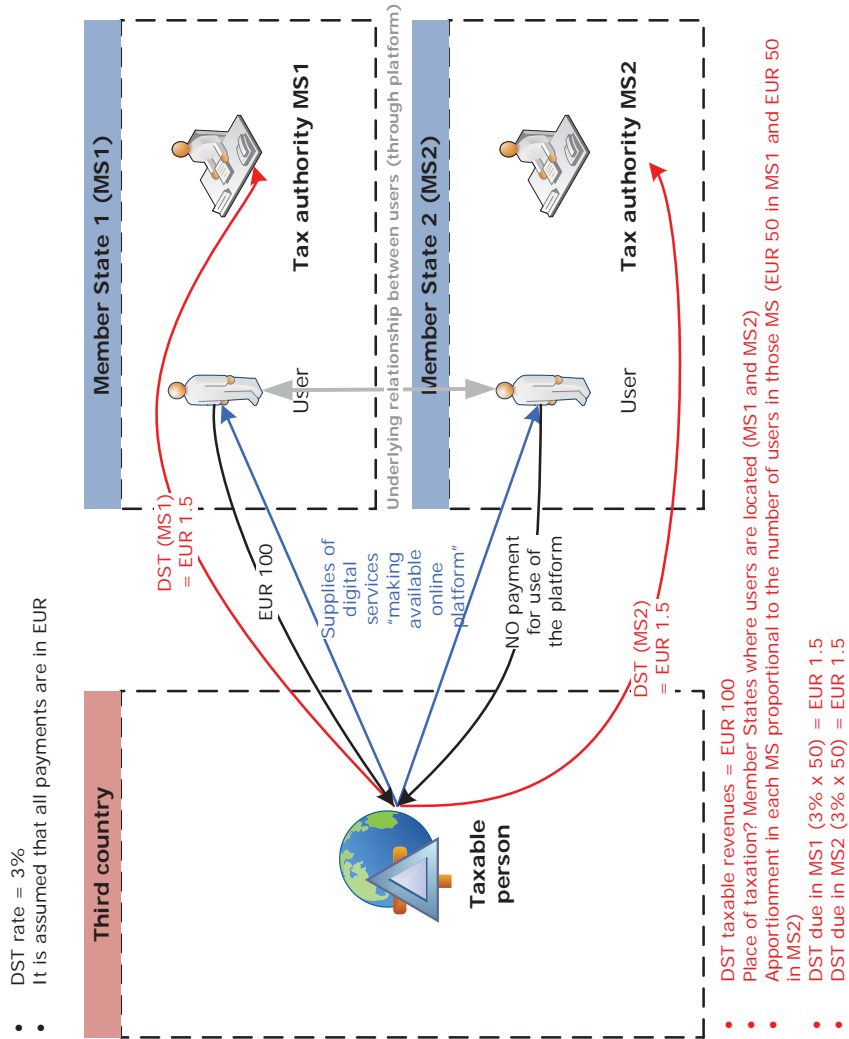 • DST rate = 3%
• It is assumed that all payments are in EUR
Third country
Taxable
person
Member State 1 (MS1)
User
Tax authority MS1
Underlying relationship between users (through platform)
Member State 2 (MS2)
User
Tax authority MS2
DST (MS1)
= EUR 1.5
EUR 100
Supplies of
digital
services
“making
available
online
platform”
NO payment
for use of
the platform
DST (MS2)
= EUR 1.5
• DST taxable revenues = EUR 100
• Place of taxation? Member States where users are located (MS1 and MS2)
• Apportionment in each MS proportional to the number of users in those MS (EUR 50 in MS1 and EUR 50
in MS2)
• DST due in MS1 (3% x 50) = EUR 1.5
• DST due in MS2 (3% x 50) = EUR 1.5